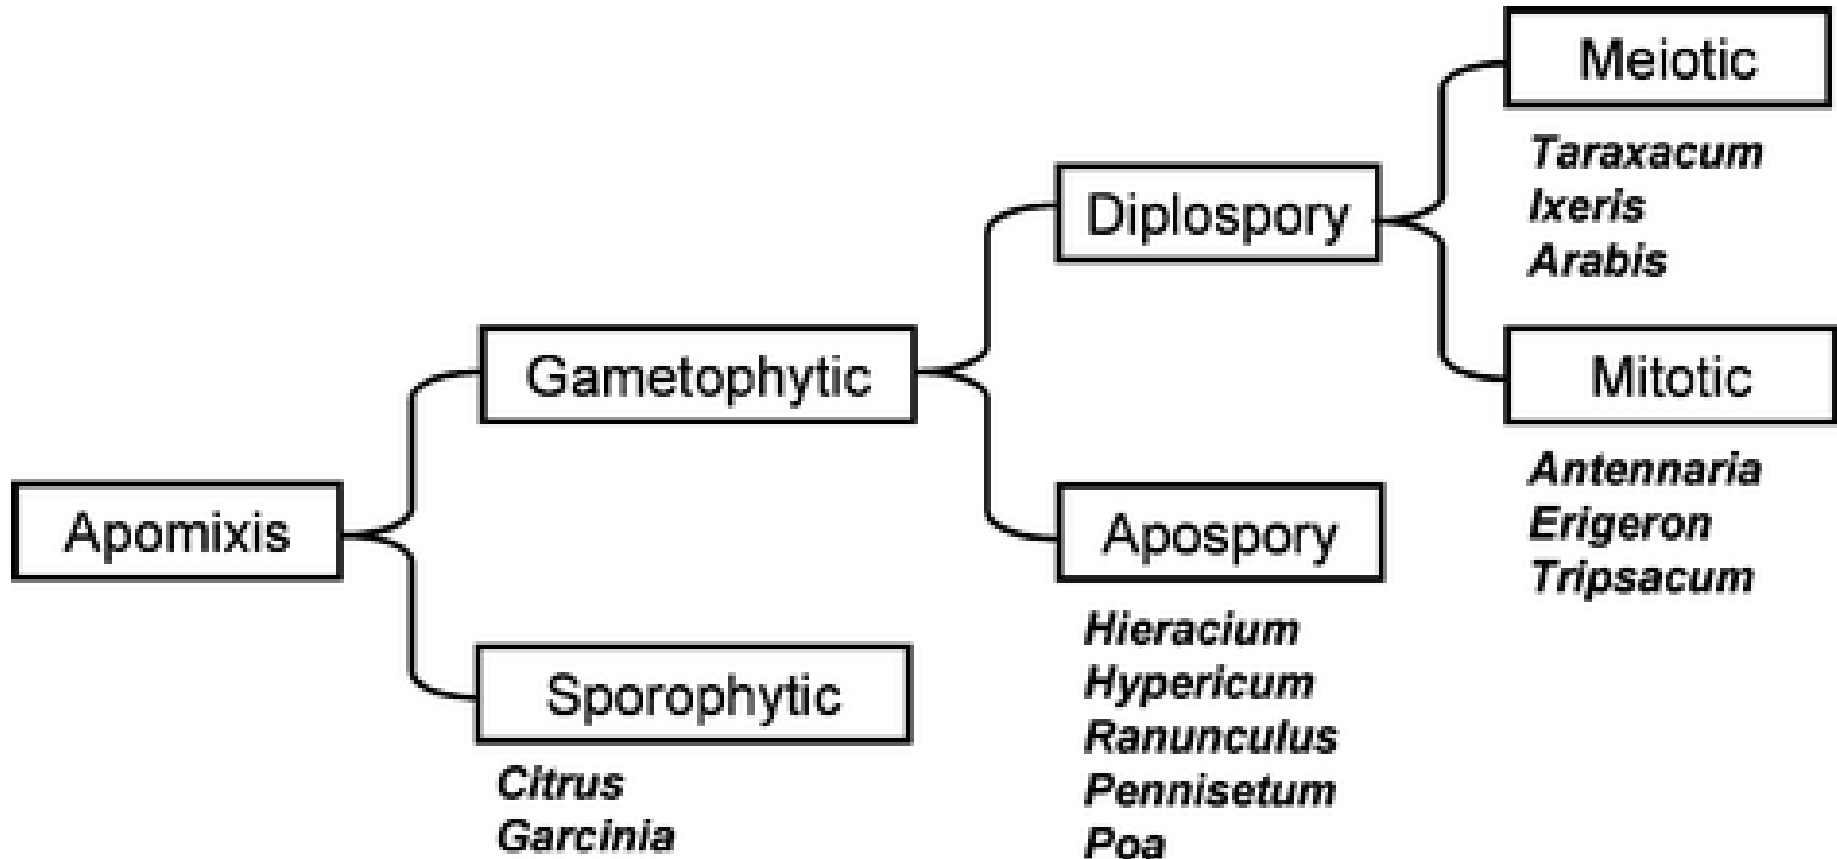 Meiotic
Taraxacum
Ixeris
Arabis
Diplospory
Mitotic
Antennaria
Erigeron
Tripsacum
Gametophytic
Apospory
Hieracium
Hypericum
Ranunculus
Pennisetum
Poa
Apomixis
Sporophytic
Citrus
Garcinia